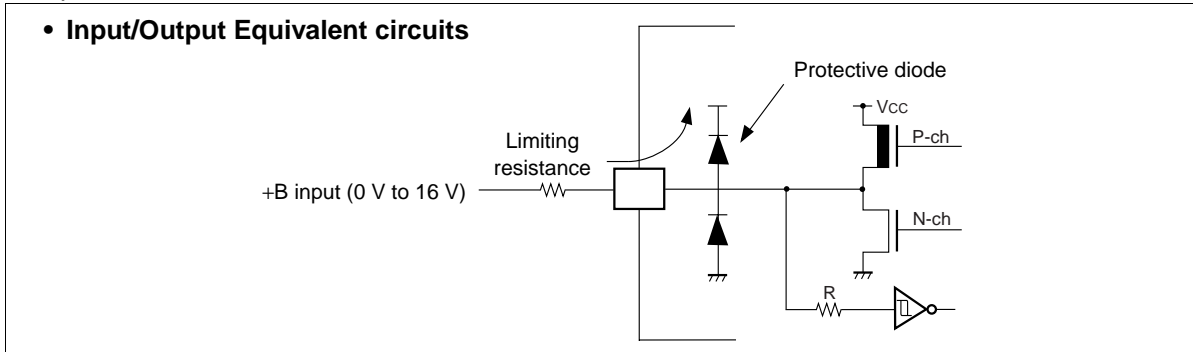 • Input/Output Equivalent circuits
Protective diode
VCC
P-ch
Limiting
resistance
+B input (0 V to 16 V)
N-ch
R